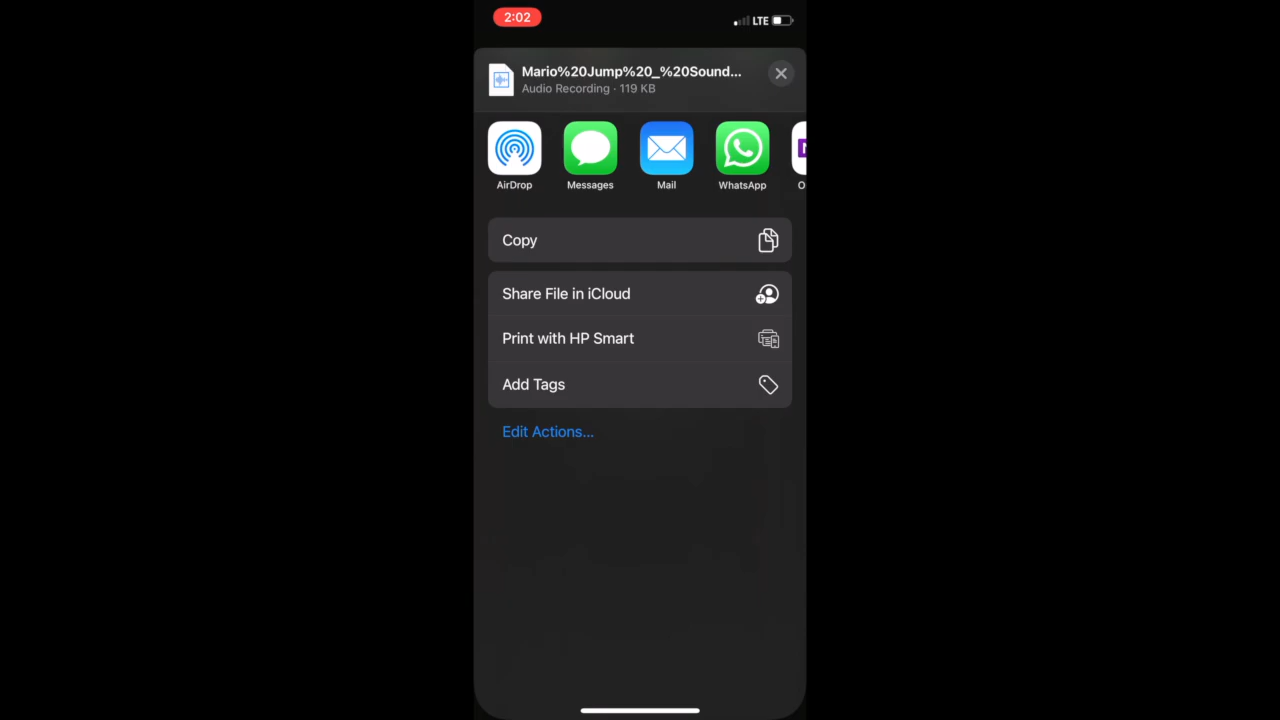 2:02
LTE
Mario%20Jump%20_%20Sound...
Audio Recording · 119 KB
AirDrop
Messages
Mail
WhatsApp
O
Copy
Share File in iCloud
Print with HP Smart
Add Tags
Edit Actions...